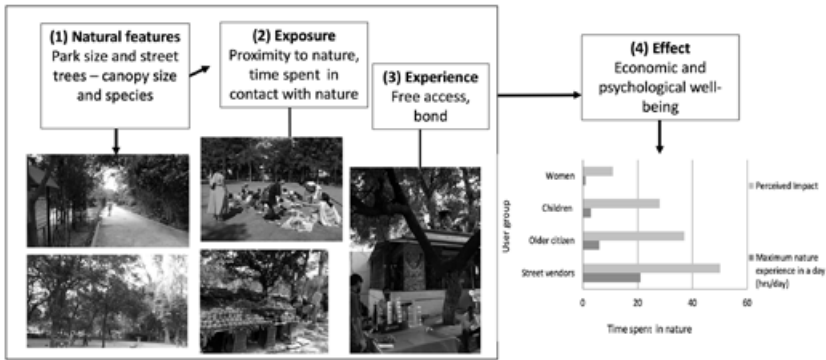 (1) Natural features
Park size and street
trees – canopy size
and species
(2) Exposure
Proximity to nature,
time spent in
contact with nature
(3) Experience
Free access,
bond
(4) Effect
Economic and
psychological well-
being
User group
Women
Children
Older citizen
Street vendors
0
20
40
60
Time spent in nature
Perceived Impact
Maximum nature
experience in a day
(hrs/day)